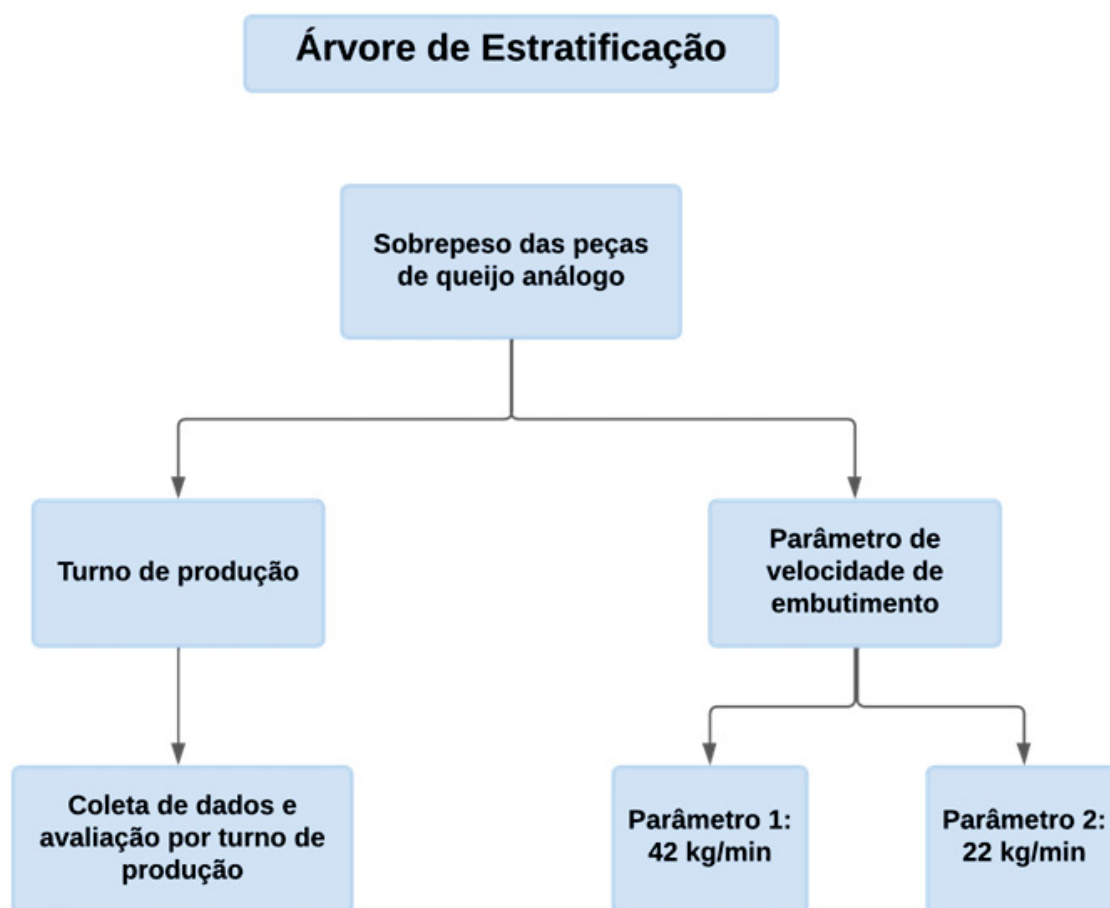 Árvore de Estratificação
Sobrepeso das peças
de queijo análogo
Turno de produção
Parâmetro de
velocidade de
embutimento
Coleta de dados e
avaliação por turno de
produção
Parâmetro 1:
42 kg/min
Parâmetro 2:
22 kg/min